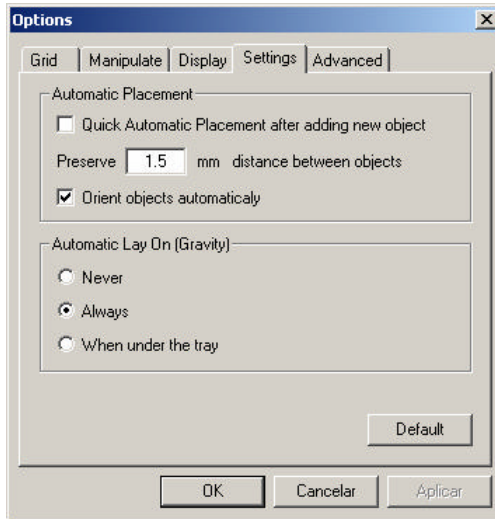 Options
Grid Manipulate Display Settings Advanced
Automatic Placement
Quick Automatic Placement after adding new object
Preserve 1.5 mm distance between objects
Orient objects automaticaly
Automatic Lay On (Gravity)
Never
Always
When under the tray
Default
OK Cancelar Aplicar